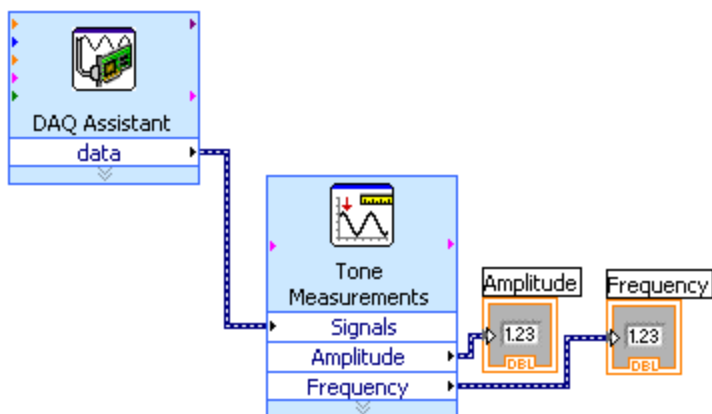 DAQ Assistant
data
Tone
Measurements
Signals
Amplitude
Frequency
Amplitude
1.23
DBL
Frequency
1.23
DBL